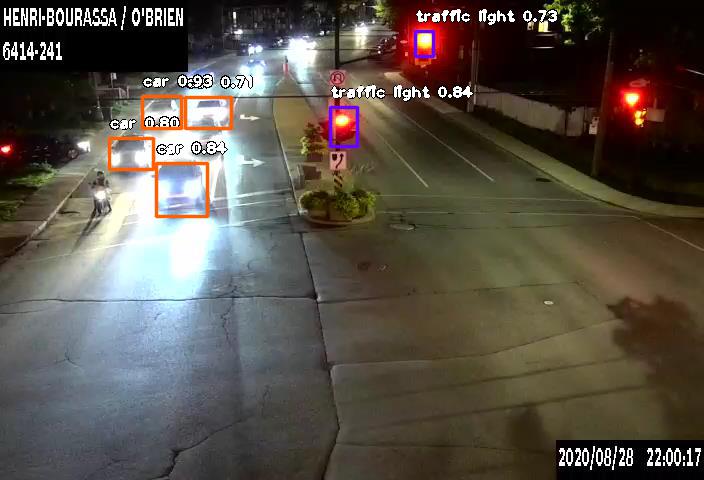 HENRI-BOURASSA / O'BRIEN
6414-241
traffic light 0.73
car 0.93
0.71
traffic light 0.84
car 0.80
car 0.84
2020/08/28 22:00:17